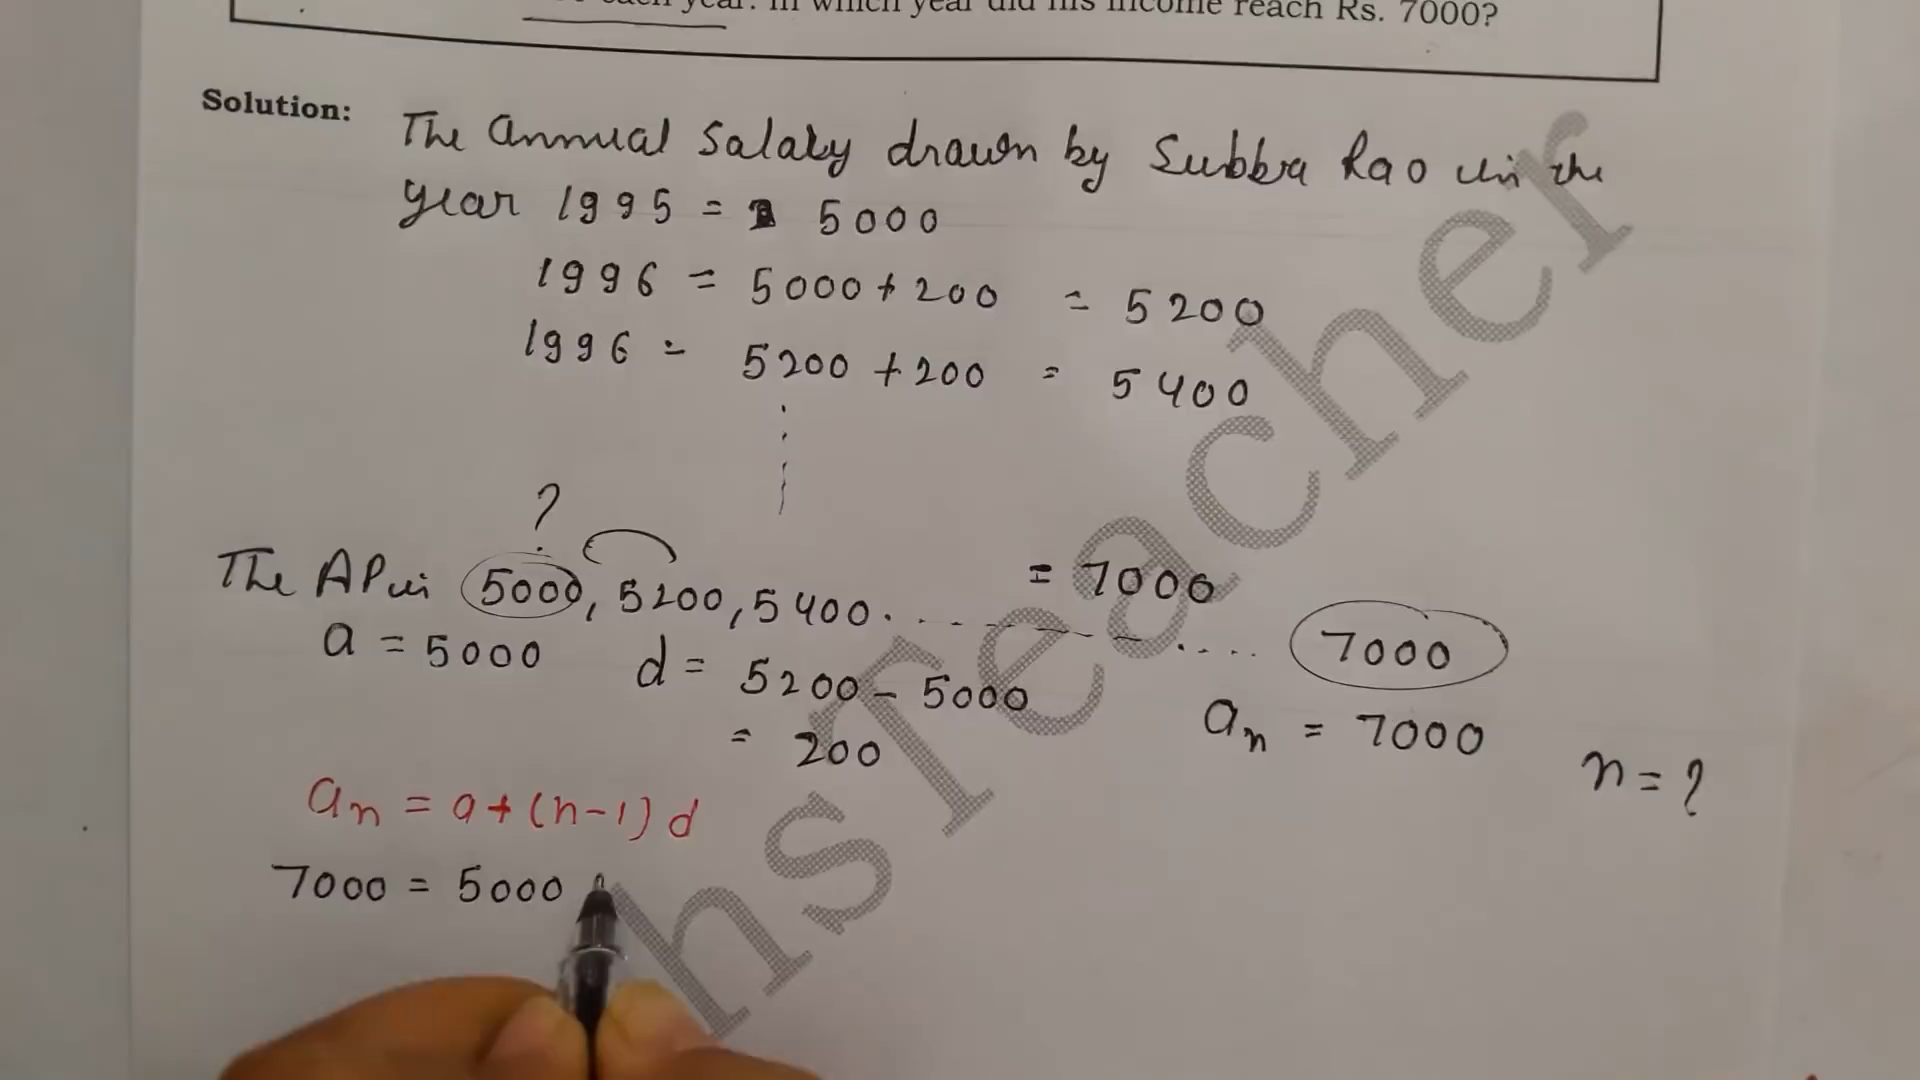 each year. In which year did his income reach Rs. 7000?
Solution: The annual Salary drawn by Subba Rao in the
year 1995 = 5000
1996 = 5000 + 200 = 5200
1996 = 5200 + 200 = 5400
?
= 7000
The AP is 5000, 5200, 5400 ........ 7000
a = 5000 d = 5200 - 5000
= 200
an = 7000 n = ?
an = a + (n-1) d
7000 = 5000
hsTeacher